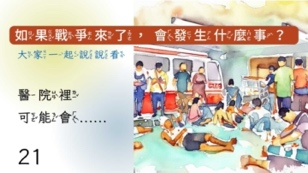 如果戰爭來了，會發生什麼事？
大家一起說說看
醫院裡
可能會……
21